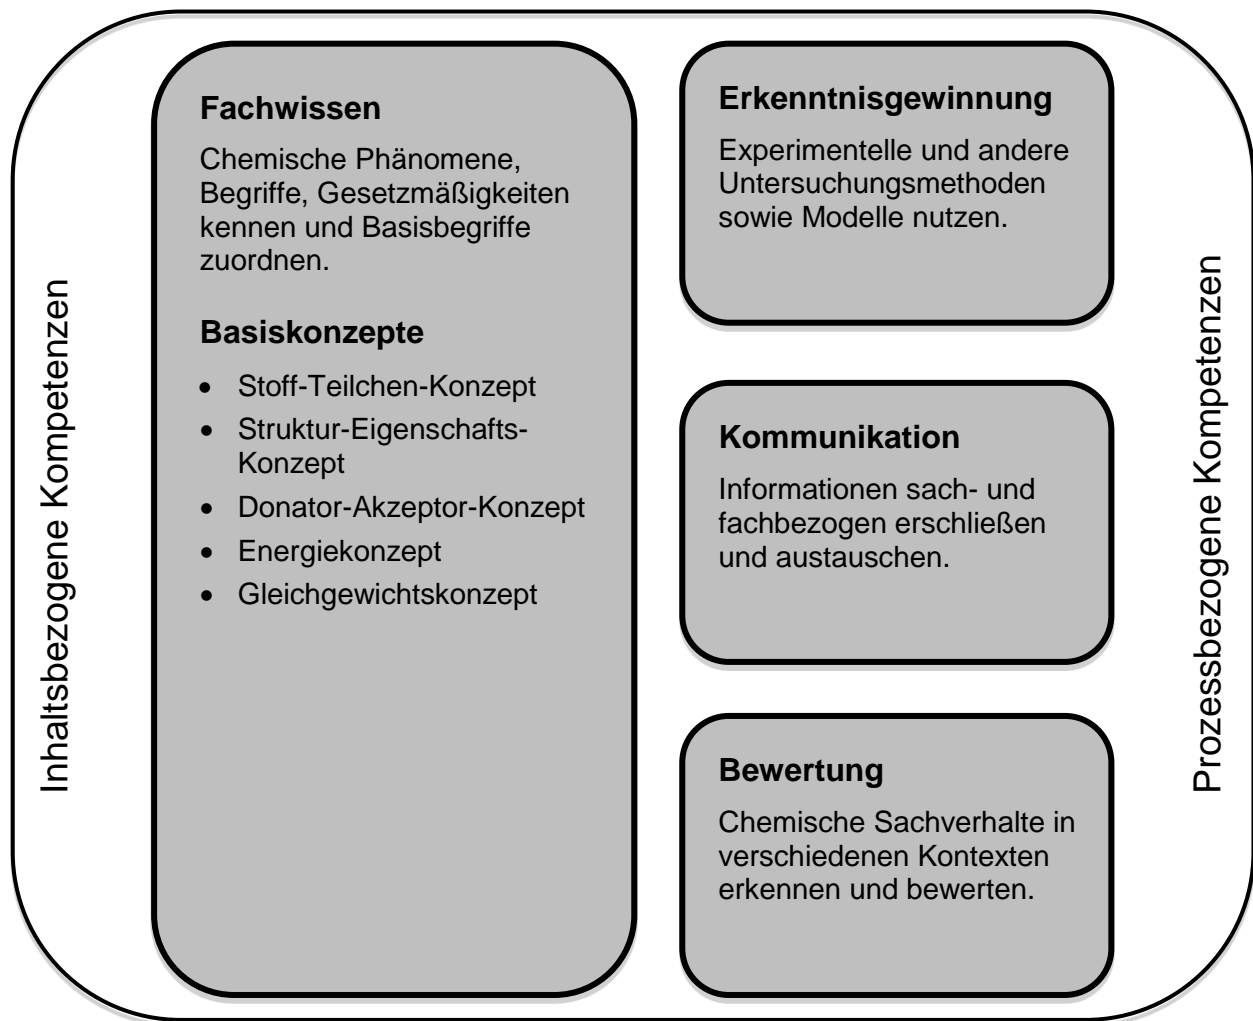 Inhaltsbezogene Kompetenzen
Fachwissen
Chemische Phänomene,
Begriffe, Gesetzmäßigkeiten
kennen und Basisbegriffe
zuordnen.
Basiskonzepte
• Stoff-Teilchen-Konzept
• Struktur-Eigenschafts-
Konzept
• Donator-Akzeptor-Konzept
• Energiekonzept
• Gleichgewichtskonzept
Erkenntnisgewinnung
Experimentelle und andere
Untersuchungsmethoden
sowie Modelle nutzen.
Kommunikation
Informationen sach- und
fachbezogen erschließen
und austauschen.
Bewertung
Chemische Sachverhalte in
verschiedenen Kontexten
erkennen und bewerten.
Prozessbezogene Kompetenzen